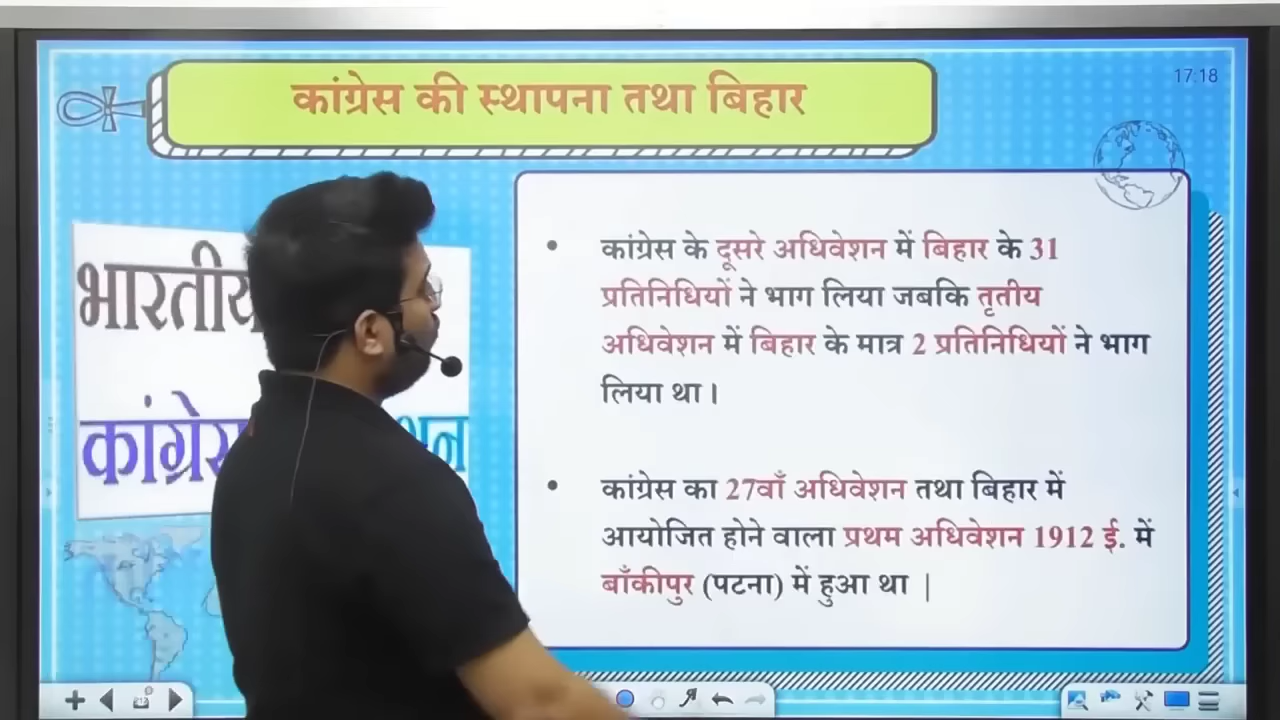 कांग्रेस की स्थापना तथा बिहार
17:18
भारतीय
कांग्रेस
• कांग्रेस के दूसरे अधिवेशन में बिहार के 31
प्रतिनिधियों ने भाग लिया जबकि तृतीय
अधिवेशन में बिहार के मात्र 2 प्रतिनिधियों ने भाग
लिया था।
• कांग्रेस का 27वाँ अधिवेशन तथा बिहार में
आयोजित होने वाला प्रथम अधिवेशन 1912 ई. में
बाँकीपुर (पटना) में हुआ था |